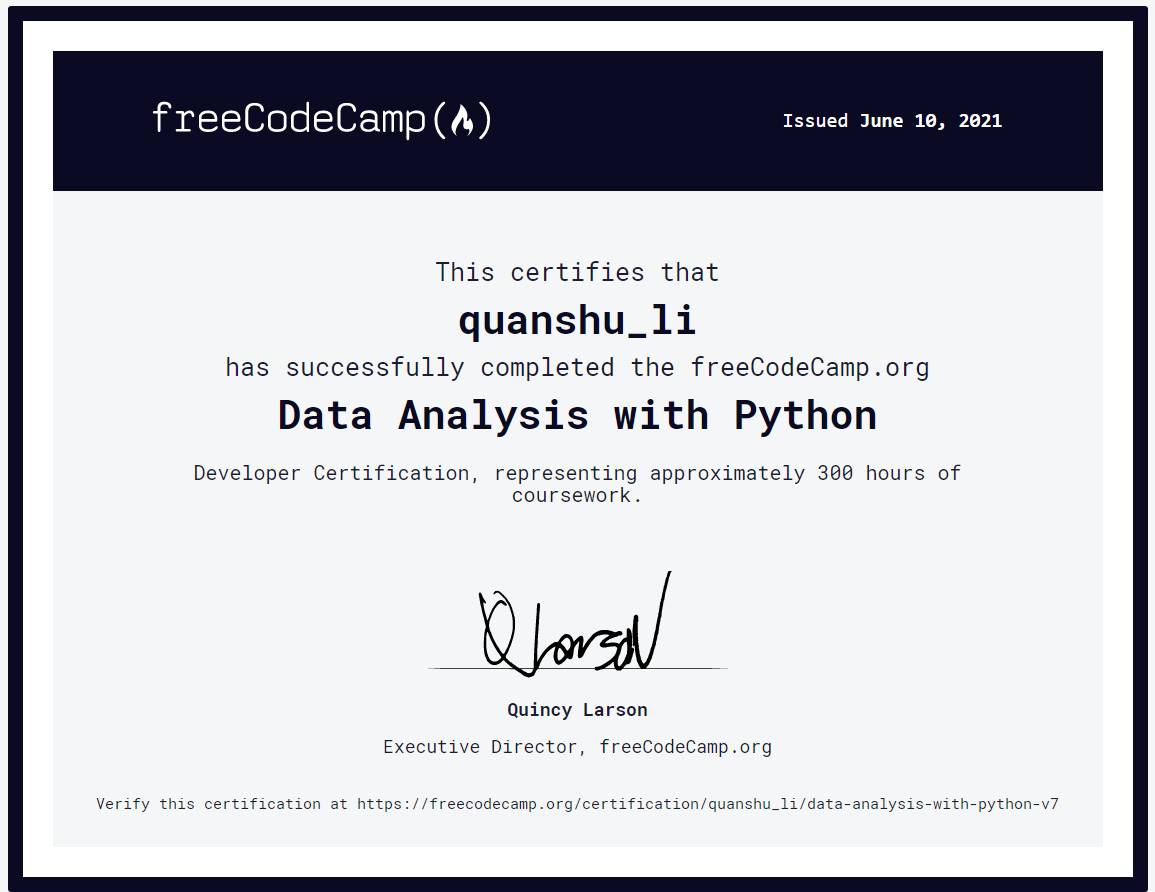 freeCodeCamp(🔥)
Issued June 10, 2021
This certifies that
quanshu_li
has successfully completed the freeCodeCamp.org
Data Analysis with Python
Developer Certification, representing approximately 300 hours of
coursework.
QLarson
Quincy Larson
Executive Director, freeCodeCamp.org
Verify this certification at https://freecodecamp.org/certification/quanshu_li/data-analysis-with-python-v7